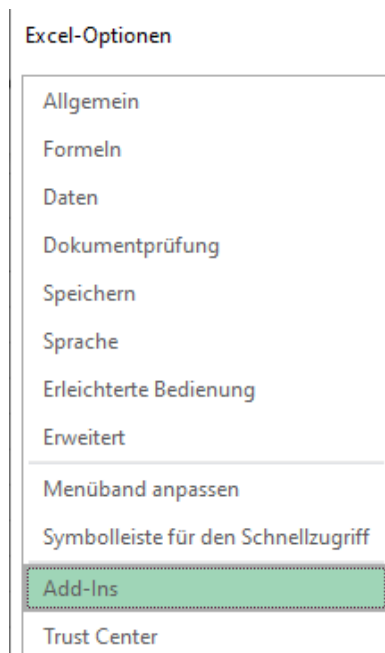 Excel-Optionen
Allgemein
Formeln
Daten
Dokumentprüfung
Speichern
Sprache
Erleichterte Bedienung
Erweitert
Menüband anpassen
Symbolleiste für den Schnellzugriff
Add-Ins
Trust Center